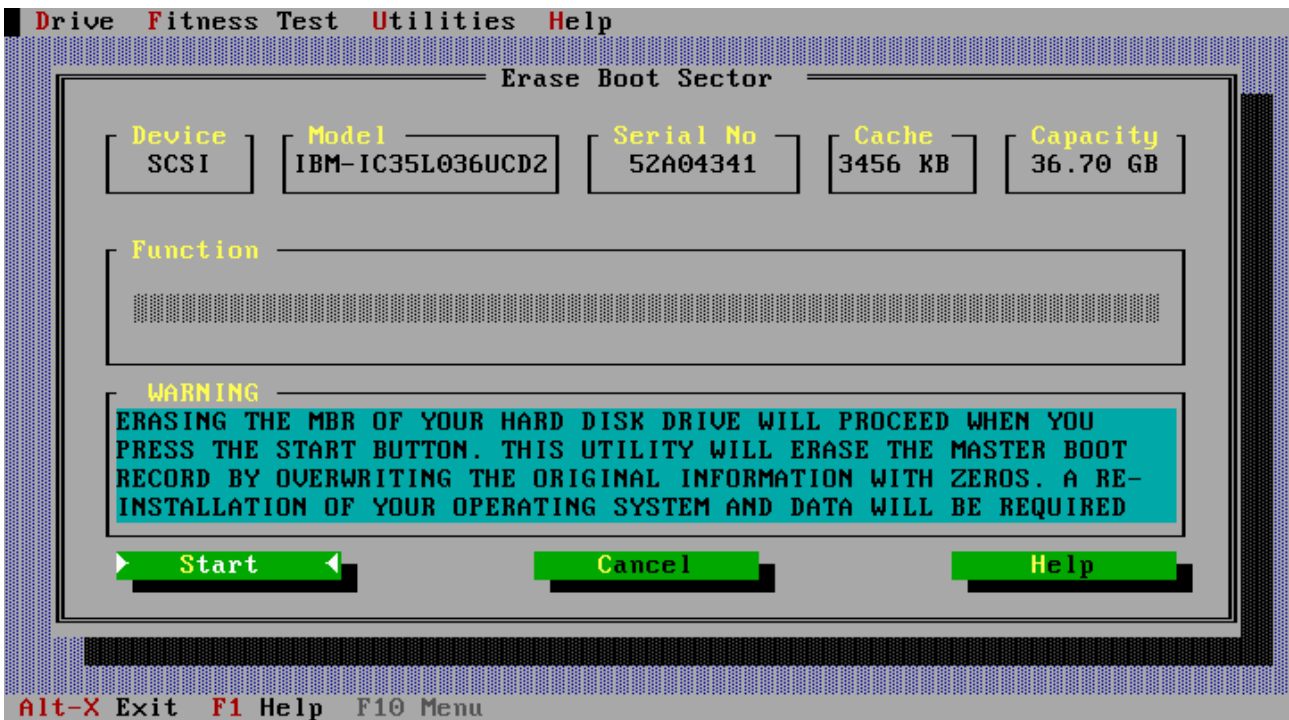 Drive Fitness Test Utilities Help
Erase Boot Sector
Device Model Serial No Cache Capacity
SCSI IBM-IC35L036UCD2 52A04341 3456 KB 36.70 GB
Function
WARNING
ERASING THE MBR OF YOUR HARD DISK DRIVE WILL PROCEED WHEN YOU
PRESS THE START BUTTON. THIS UTILITY WILL ERASE THE MASTER BOOT
RECORD BY OVERWRITING THE ORIGINAL INFORMATION WITH ZEROS. A RE-
INSTALLATION OF YOUR OPERATING SYSTEM AND DATA WILL BE REQUIRED
Start Cancel Help
Alt-X Exit F1 Help F10 Menu